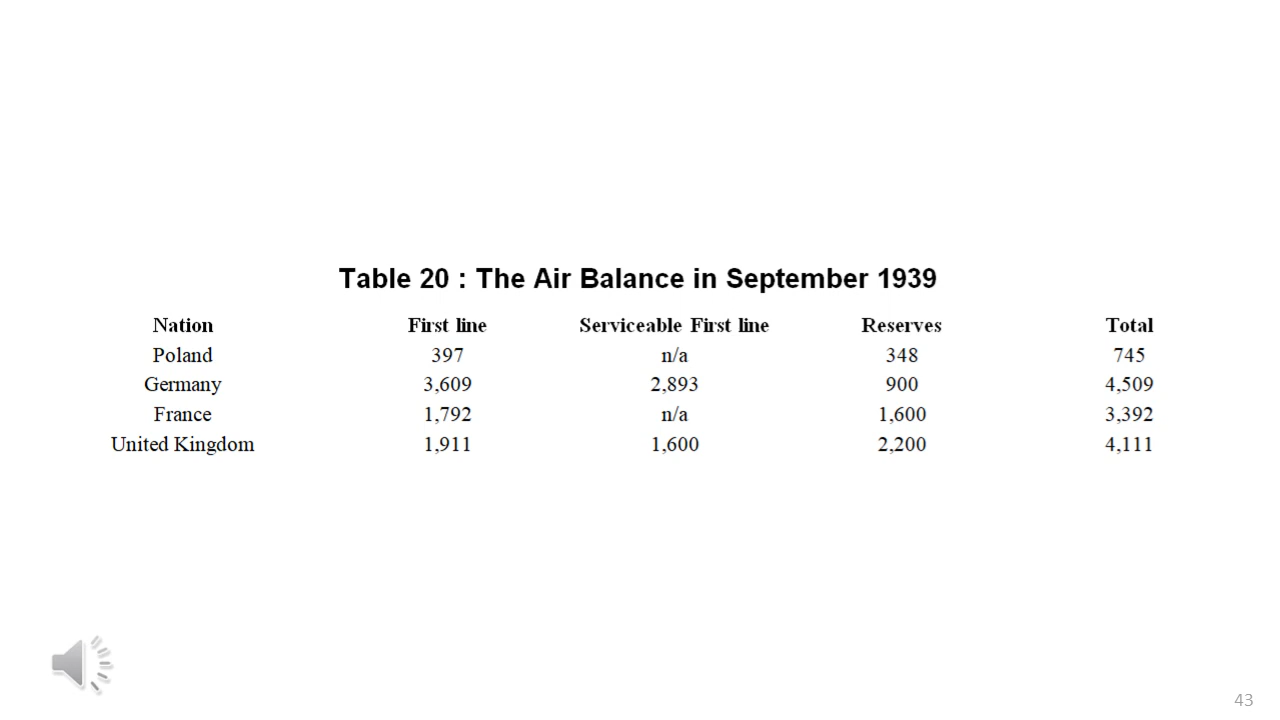 Table 20 : The Air Balance in September 1939
Nation First line Serviceable First line Reserves Total
Poland 397 n/a 348 745
Germany 3,609 2,893 900 4,509
France 1,792 n/a 1,600 3,392
United Kingdom 1,911 1,600 2,200 4,111
43